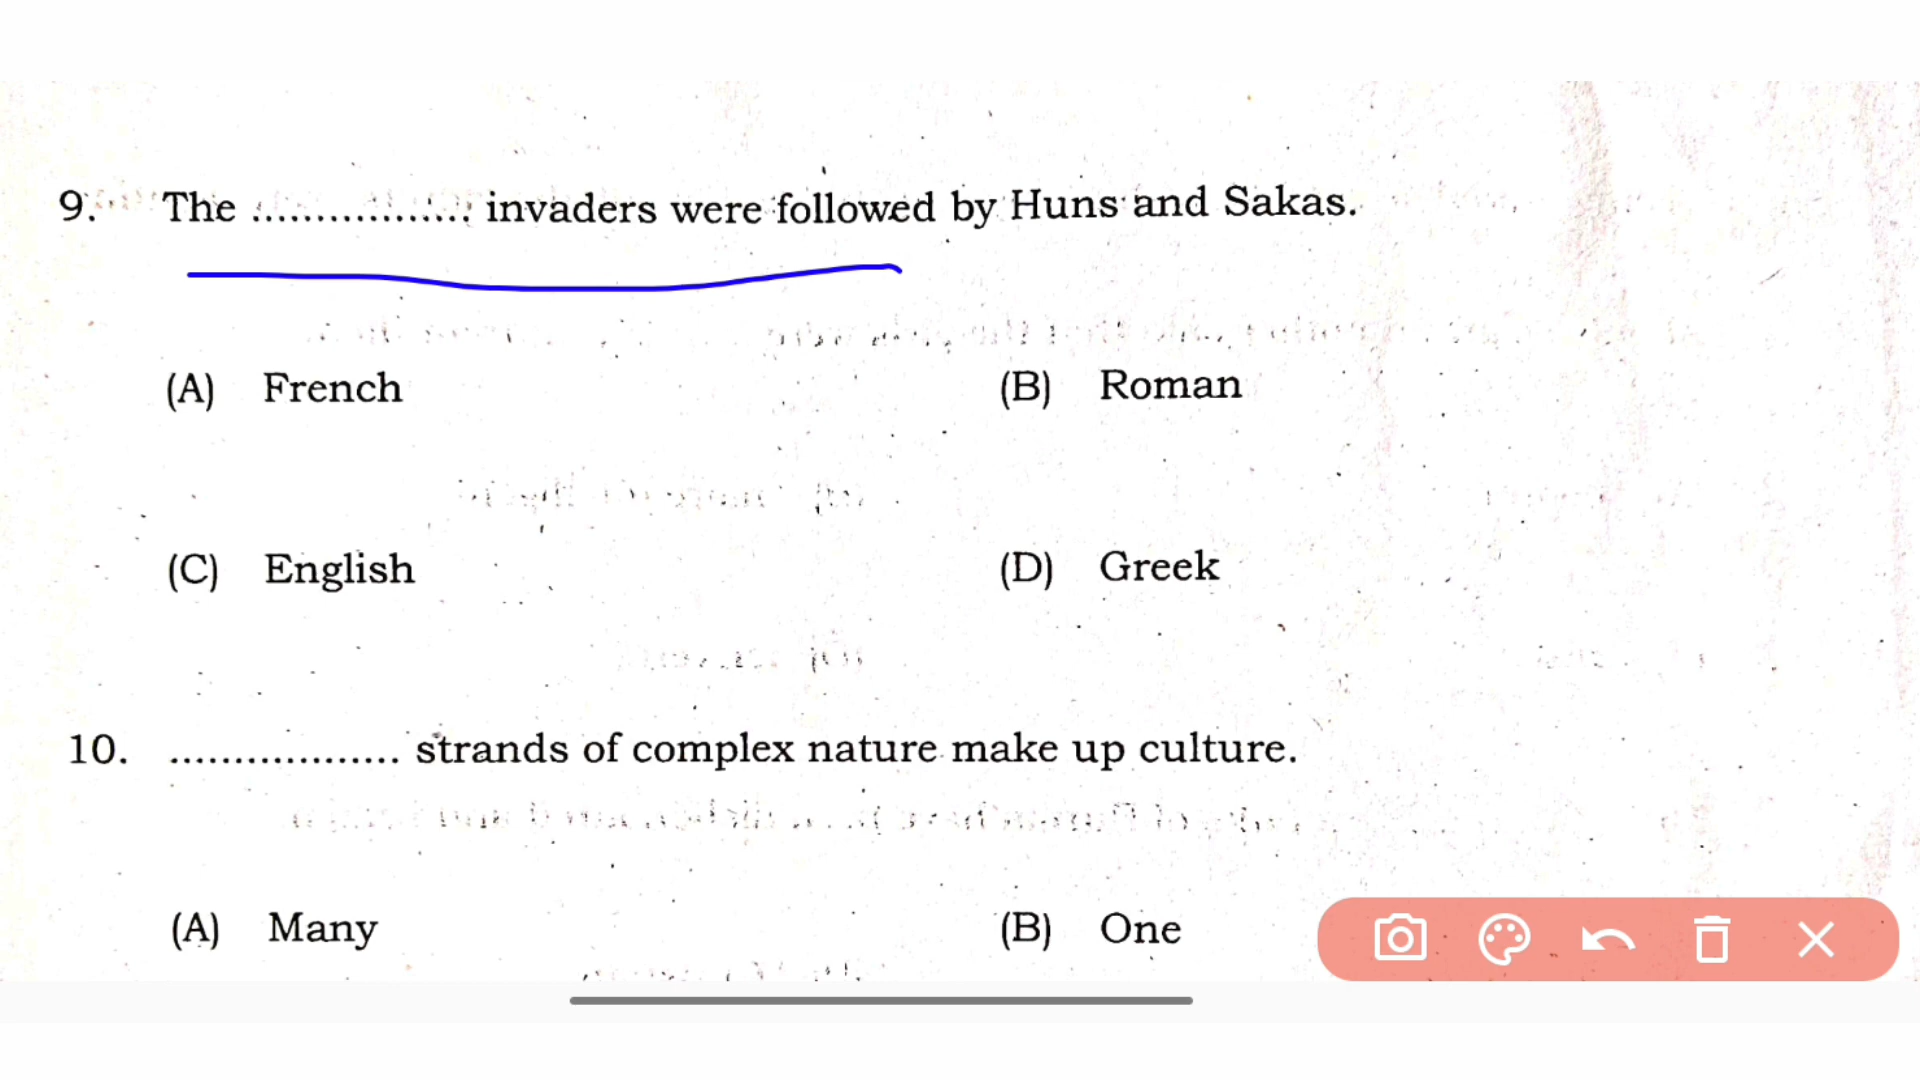 9. The .................. invaders were followed by Huns and Sakas.
(A) French (B) Roman
(C) English (D) Greek
10. .................. strands of complex nature make up culture.
(A) Many (B) One